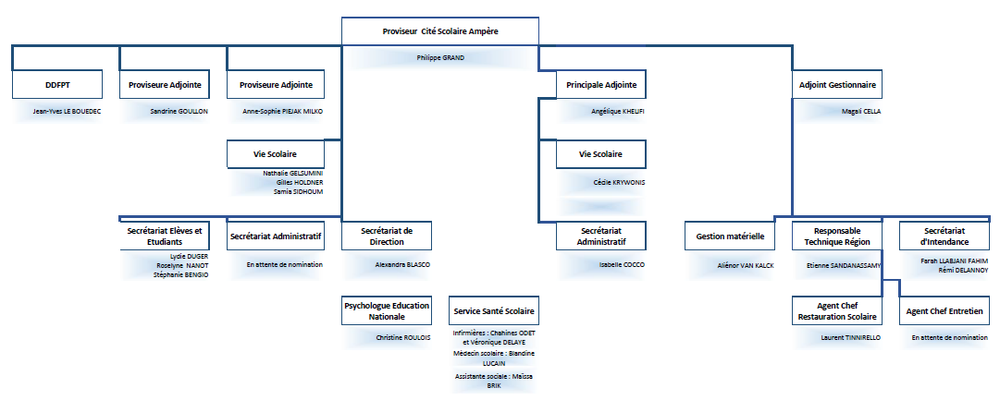 Proviseur Cité Scolaire Ampère
Philippe GRAND
DDFPT
Jean-Yves LE BOUEDEC
Proviseure Adjointe
Sandrine GOULLON
Proviseure Adjointe
Anne-Sophie PIEJAK MILKO
Principale Adjointe
Angélique KHELIFI
Adjoint Gestionnaire
Magali CELLA
Vie Scolaire
Nathalie GELSUMINI
Gilles HOLDNER
Samia SIDHOUM
Vie Scolaire
Cécile KRYWONIS
Secrétariat Elèves et
Etudiants
Lydie DUGER
Roselyne NANOT
Stéphanie BENGIO
Secrétariat Administratif
En attente de nomination
Secrétariat de
Direction
Alexandra BLASCO
Secrétariat
Administratif
Isabelle COCCO
Gestion matérielle
Aliénor VAN KALCK
Responsable
Technique Région
Etienne SANDANASSAMY
Secrétariat
d'Intendance
Farah LLABJANI FAHIM
Rémi DELANNOY
Psychologue Education
Nationale
Christine ROULOIS
Service Santé Scolaire
Infirmières : Chahines ODET
et Véronique DELAYE
Médecin scolaire : Blandine
LUCAIN
Assistante sociale : Maïssa
BRIK
Agent Chef
Restauration Scolaire
Laurent TINNIRELLO
Agent Chef Entretien
En attente de nomination